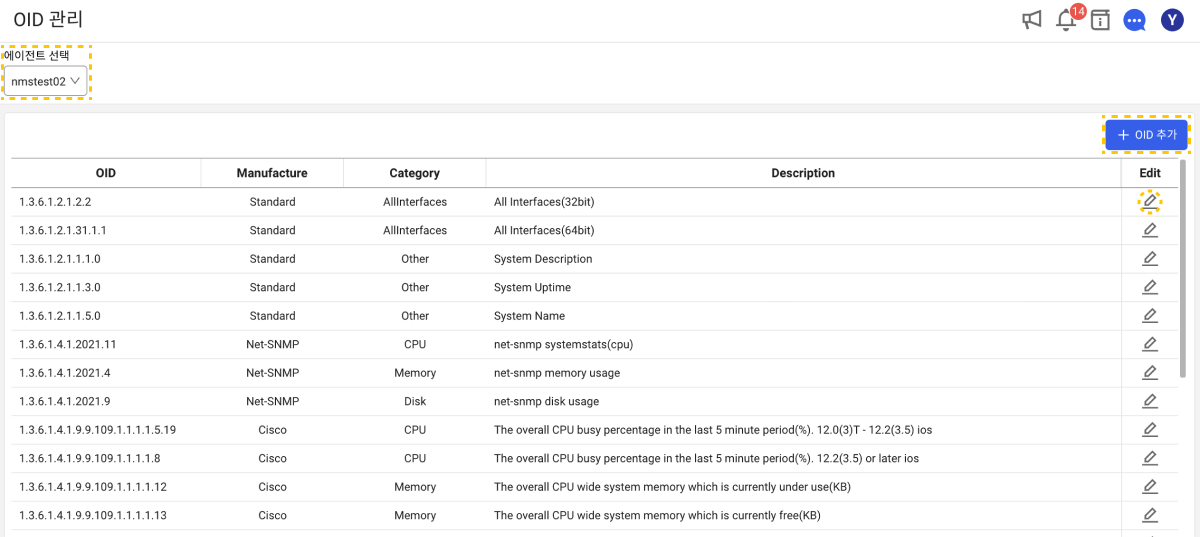 OID 관리
14
Y
에이전트 선택
nmstest02
+ OID 추가
OID Manufacture Category Description Edit
1.3.6.1.2.1.2.2 Standard AllInterfaces All Interfaces(32bit)
1.3.6.1.2.1.31.1.1 Standard AllInterfaces All Interfaces(64bit)
1.3.6.1.2.1.1.1.0 Standard Other System Description
1.3.6.1.2.1.1.3.0 Standard Other System Uptime
1.3.6.1.2.1.1.5.0 Standard Other System Name
1.3.6.1.4.1.2021.11 Net-SNMP CPU net-snmp systemstats(cpu)
1.3.6.1.4.1.2021.4 Net-SNMP Memory net-snmp memory usage
1.3.6.1.4.1.2021.9 Net-SNMP Disk net-snmp disk usage
1.3.6.1.4.1.9.9.109.1.1.1.1.5.19 Cisco CPU The overall CPU busy percentage in the last 5 minute period(%). 12.0(3)T - 12.2(3.5) ios
1.3.6.1.4.1.9.9.109.1.1.1.1.8 Cisco CPU The overall CPU busy percentage in the last 5 minute period(%). 12.2(3.5) or later ios
1.3.6.1.4.1.9.9.109.1.1.1.1.12 Cisco Memory The overall CPU wide system memory which is currently under use(KB)
1.3.6.1.4.1.9.9.109.1.1.1.1.13 Cisco Memory The overall CPU wide system memory which is currently free(KB)